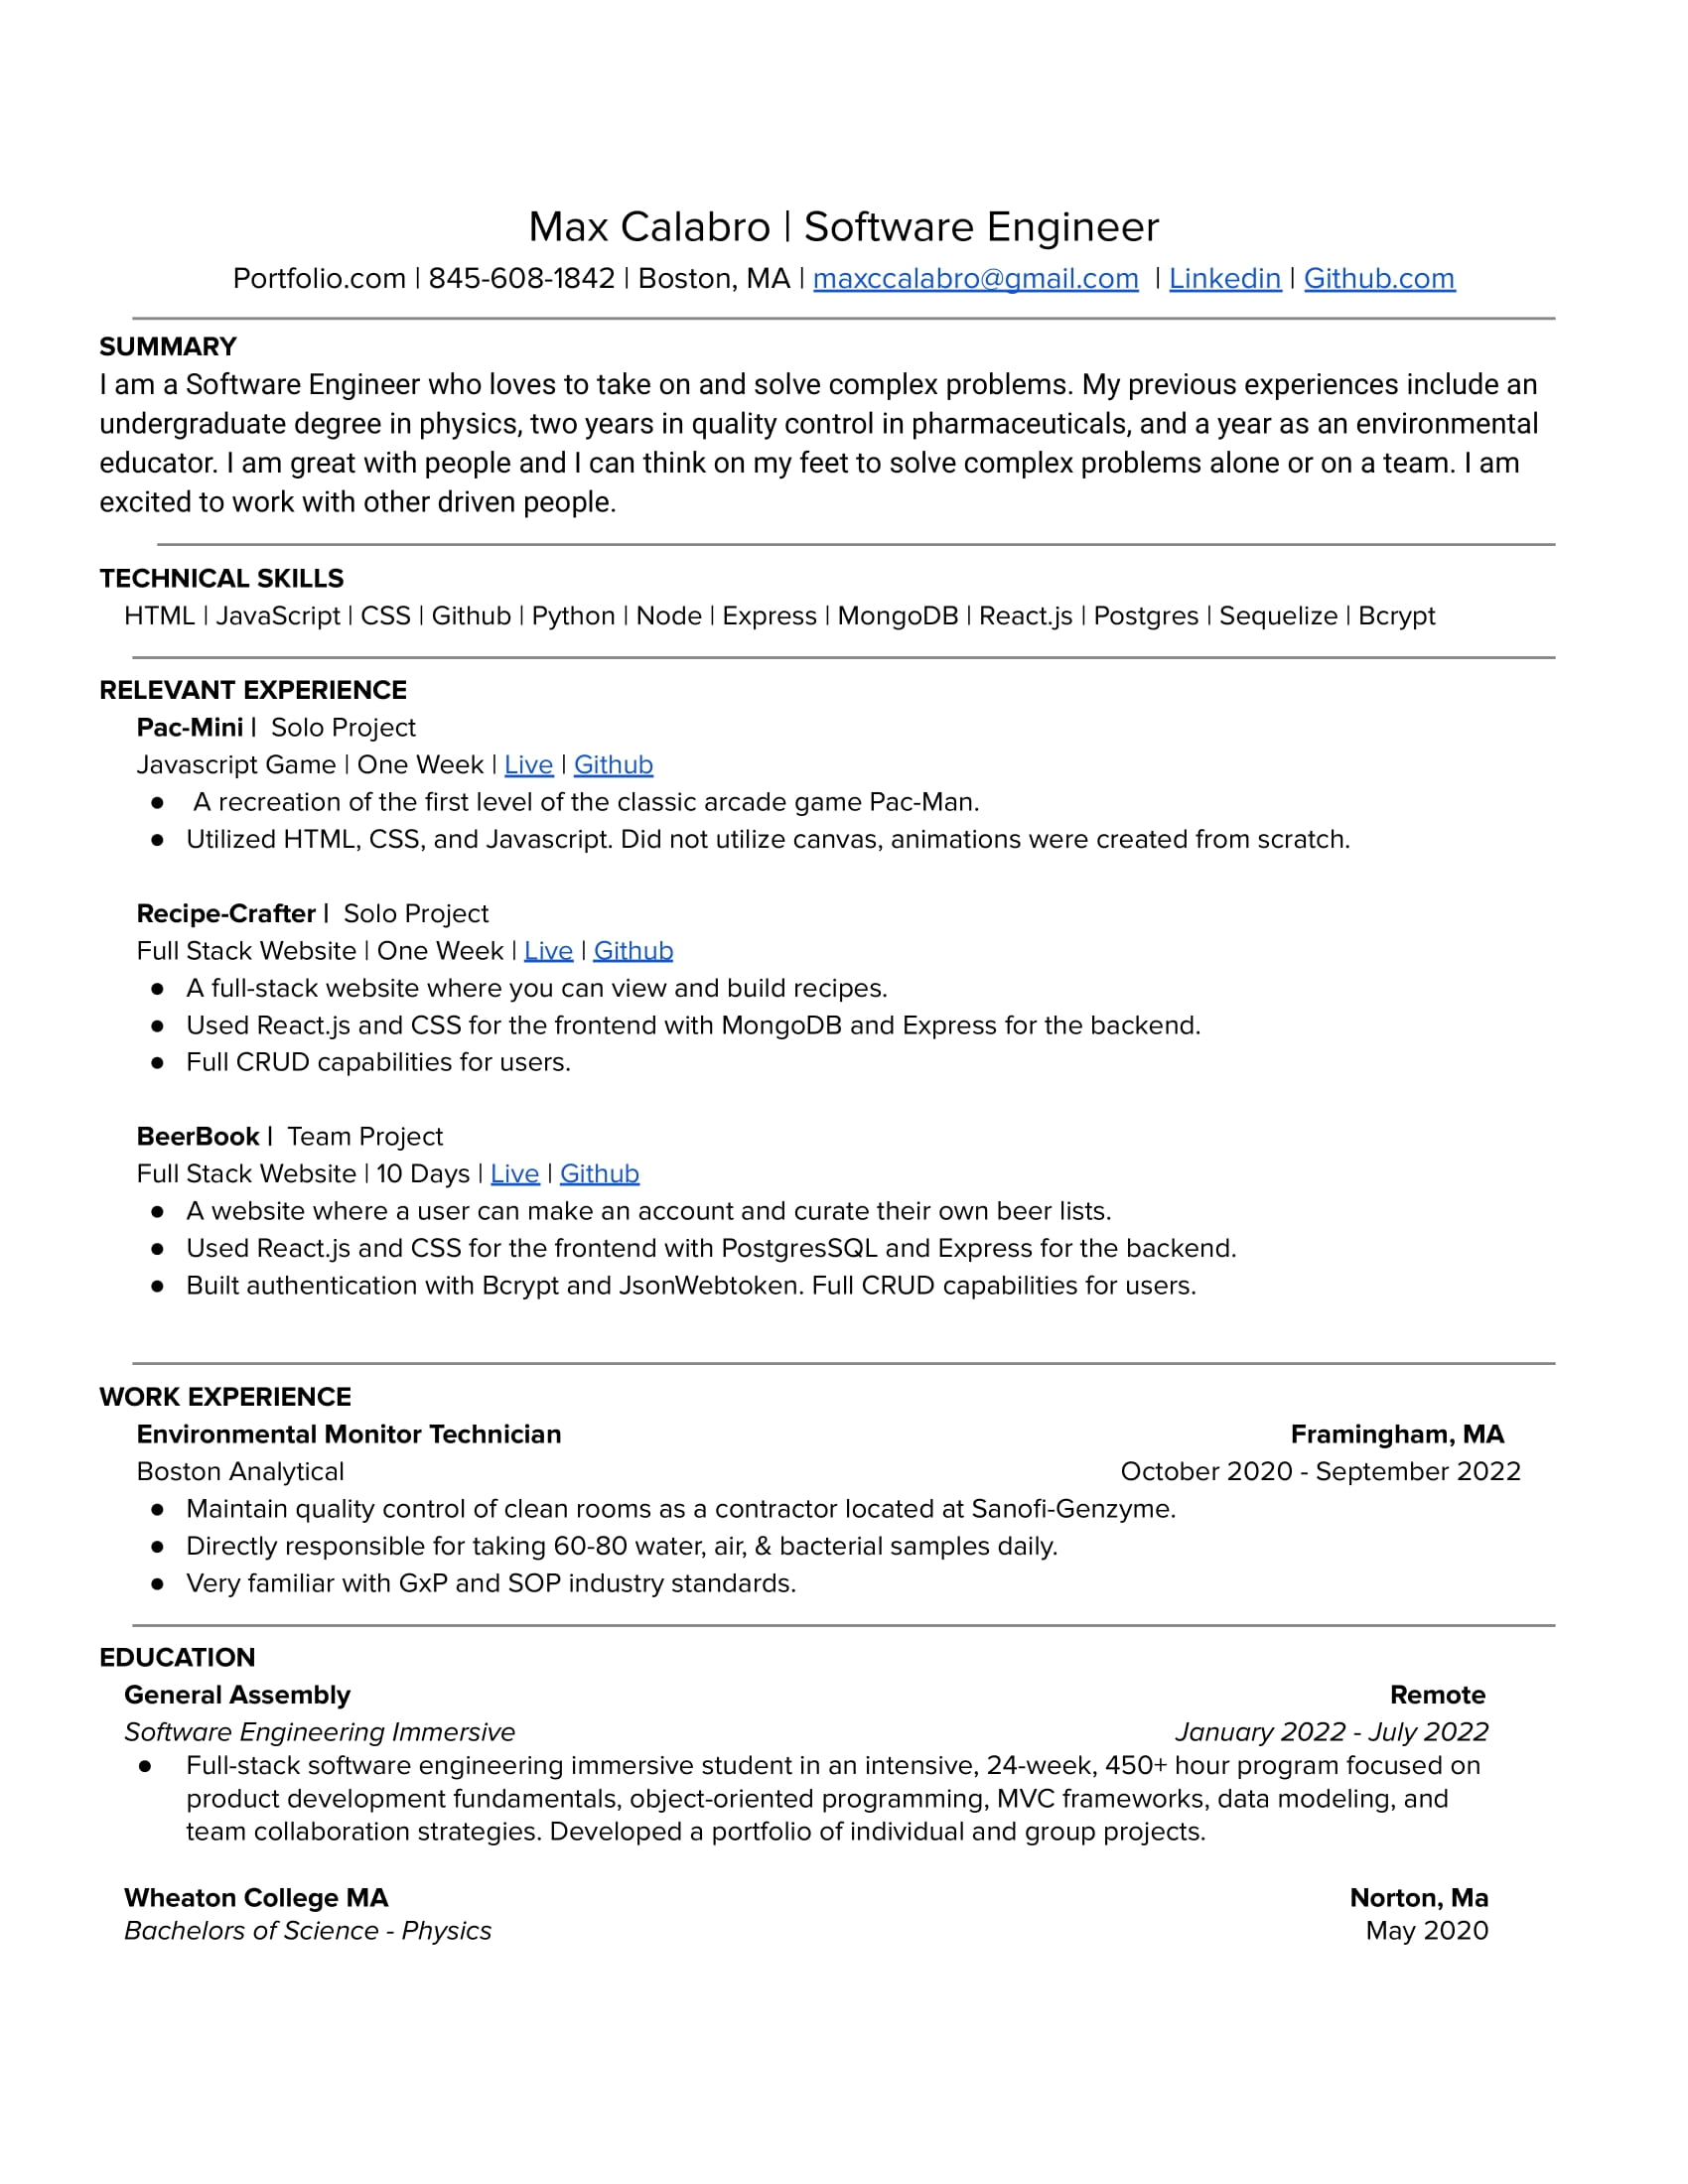 Max Calabro | Software Engineer
Portfolio.com | 845-608-1842 | Boston, MA | maxccalabro@gmail.com | Linkedin | Github.com
SUMMARY
I am a Software Engineer who loves to take on and solve complex problems. My previous experiences include an
undergraduate degree in physics, two years in quality control in pharmaceuticals, and a year as an environmental
educator. I am great with people and I can think on my feet to solve complex problems alone or on a team. I am
excited to work with other driven people.
TECHNICAL SKILLS
HTML | JavaScript | CSS | Github | Python | Node | Express | MongoDB | React.js | Postgres | Sequelize | Bcrypt
RELEVANT EXPERIENCE
Pac-Mini | Solo Project
Javascript Game | One Week | Live | Github
● A recreation of the first level of the classic arcade game Pac-Man.
● Utilized HTML, CSS, and Javascript. Did not utilize canvas, animations were created from scratch.
Recipe-Crafter | Solo Project
Full Stack Website | One Week | Live | Github
● A full-stack website where you can view and build recipes.
● Used React.js and CSS for the frontend with MongoDB and Express for the backend.
● Full CRUD capabilities for users.
BeerBook | Team Project
Full Stack Website | 10 Days | Live | Github
● A website where a user can make an account and curate their own beer lists.
● Used React.js and CSS for the frontend with PostgresSQL and Express for the backend.
● Built authentication with Bcrypt and JsonWebtoken. Full CRUD capabilities for users.
WORK EXPERIENCE
Environmental Monitor Technician Framingham, MA
Boston Analytical October 2020 - September 2022
● Maintain quality control of clean rooms as a contractor located at Sanofi-Genzyme.
● Directly responsible for taking 60-80 water, air, & bacterial samples daily.
● Very familiar with GxP and SOP industry standards.
EDUCATION
General Assembly Remote
Software Engineering Immersive January 2022 - July 2022
● Full-stack software engineering immersive student in an intensive, 24-week, 450+ hour program focused on
product development fundamentals, object-oriented programming, MVC frameworks, data modeling, and
team collaboration strategies. Developed a portfolio of individual and group projects.
Wheaton College MA Norton, Ma
Bachelors of Science - Physics May 2020